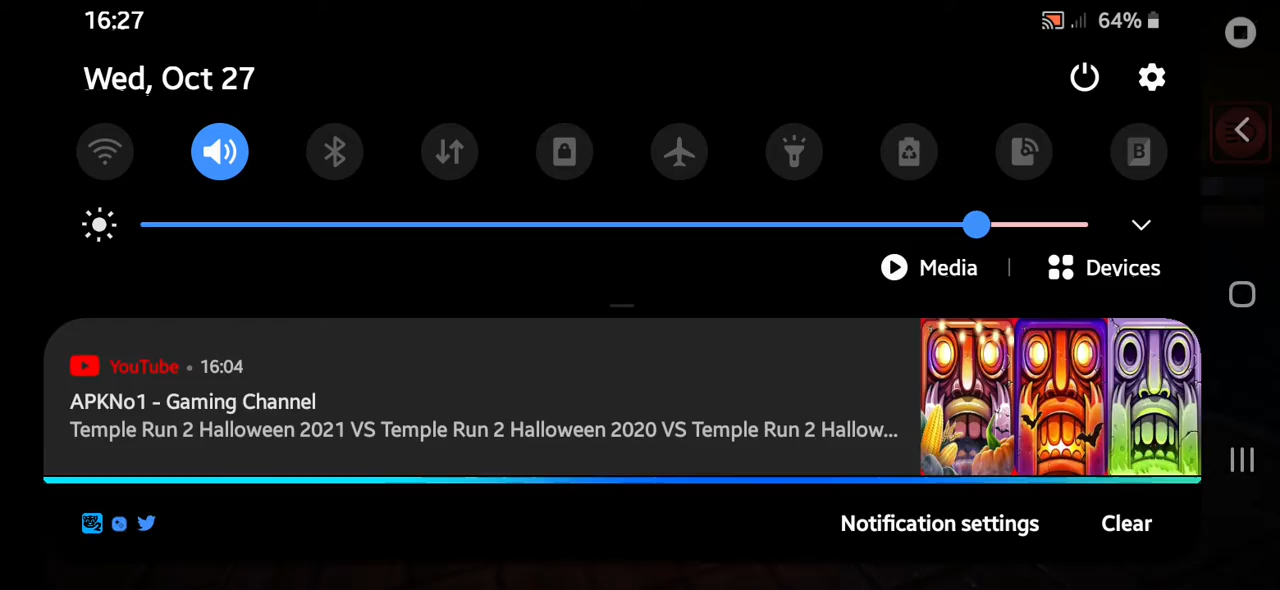 16:27
64%
Wed, Oct 27
B
Media
Devices
YouTube • 16:04
APKNo1 - Gaming Channel
Temple Run 2 Halloween 2021 VS Temple Run 2 Halloween 2020 VS Temple Run 2 Hallow...
Notification settings
Clear